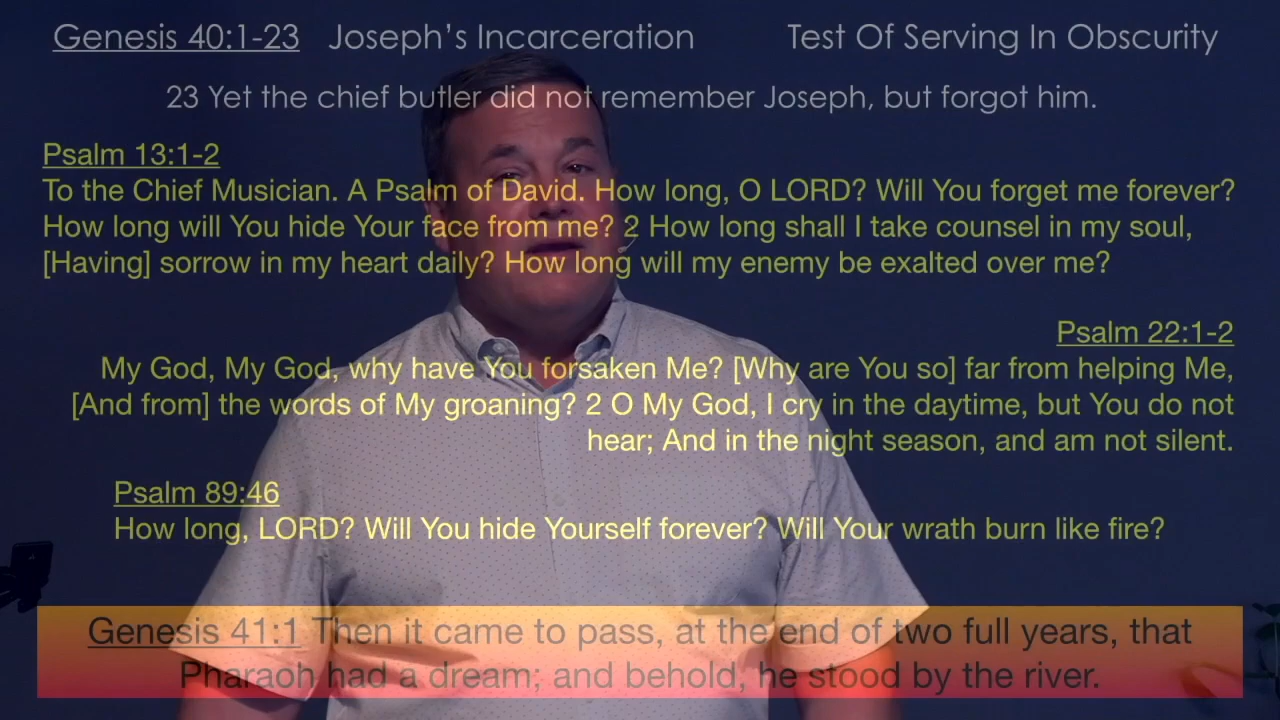 Genesis 40:1-23 Joseph’s Incarceration Test Of Serving In Obscurity
23 Yet the chief butler did not remember Joseph, but forgot him.
Psalm 13:1-2
To the Chief Musician. A Psalm of David. How long, O LORD? Will You forget me forever?
How long will You hide Your face from me? 2 How long shall I take counsel in my soul,
[Having] sorrow in my heart daily? How long will my enemy be exalted over me?
Psalm 22:1-2
My God, My God, why have You forsaken Me? [Why are You so] far from helping Me,
[And from] the words of My groaning? 2 O My God, I cry in the daytime, but You do not
hear; And in the night season, and am not silent.
Psalm 89:46
How long, LORD? Will You hide Yourself forever? Will Your wrath burn like fire?
Genesis 41:1 Then it came to pass, at the end of two full years, that
Pharaoh had a dream; and behold, he stood by the river.